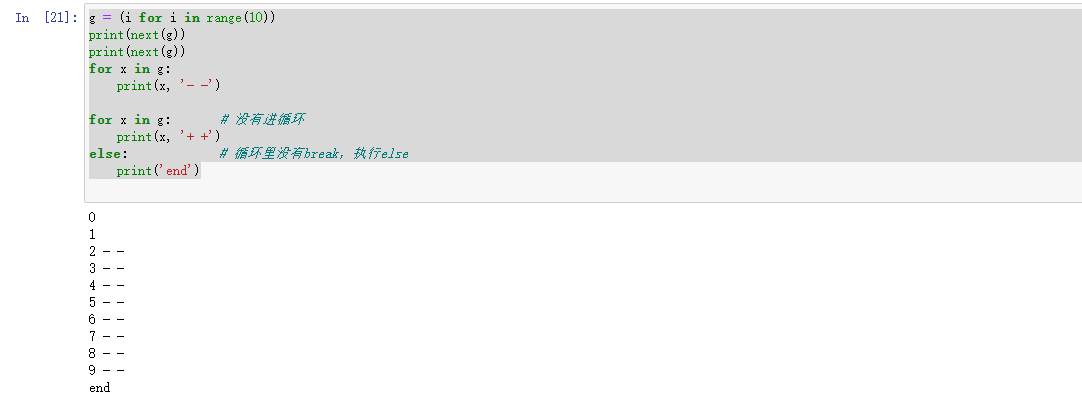 In [21]: g = (i for i in range(10))
print(next(g))
print(next(g))
for x in g:
    print(x, '- -')
for x in g:       # 没有进循环
    print(x, '+ +')
else:             # 循环里没有break，执行else
    print('end')
0
1
2 - -
3 - -
4 - -
5 - -
6 - -
7 - -
8 - -
9 - -
end